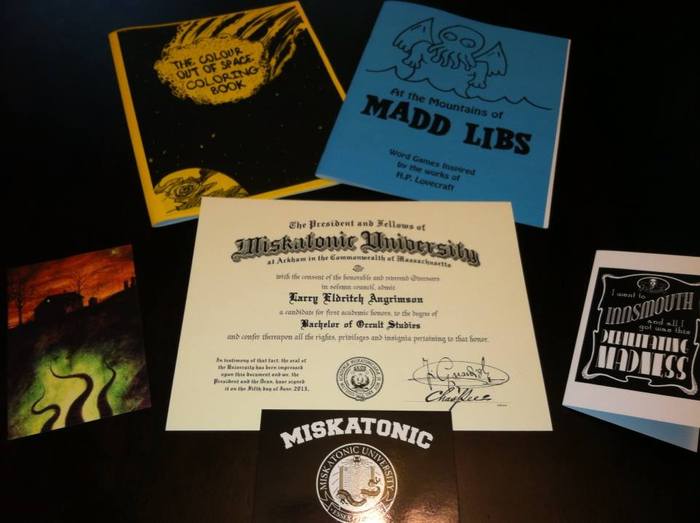 THE COLOUR
OUT OF SPACE
COLORING
BOOK
At the Mountains of
MADD LIBS
Word Games Inspired
by the works of
H.P. Lovecraft
The President and Fellows of
Miskatonic University
at Arkham in the Commonwealth of Massachusetts
with the consent of the honorable and reverend Overseers
in solemn council, admit
Larry Eldritch Angrimson
a candidate for first academic honors, to the degree of
Bachelor of Occult Studies
and confer thereupon all the rights, privileges and insignia pertaining to that honor.
In testimony of that fact, the seal of
the University has been impressed
upon this document and we, the
President and the Dean, have signed
it on the Fifth day of June, 2013.
I went to
INNSMOUTH
and all I
got was this
MADNESS
MISKATONIC
MISKATONIC UNIVERSITY